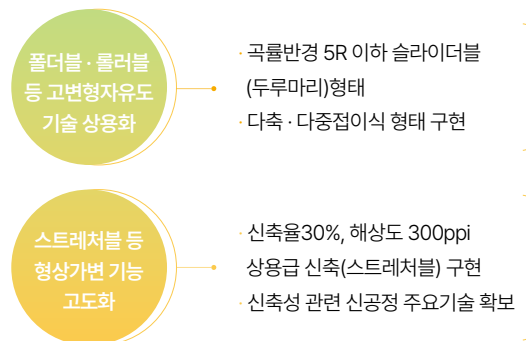 폴더블 · 롤러블
등 고변형자유도
기술 상용화
· 곡률반경 5R 이하 슬라이더블
(두루마리)형태
· 다축 · 다중접이식 형태 구현
스트레처블 등
형상가변 기능
고도화
· 신축율30%, 해상도 300ppi
상용급 신축(스트레처블) 구현
· 신축성 관련 신공정 주요기술 확보